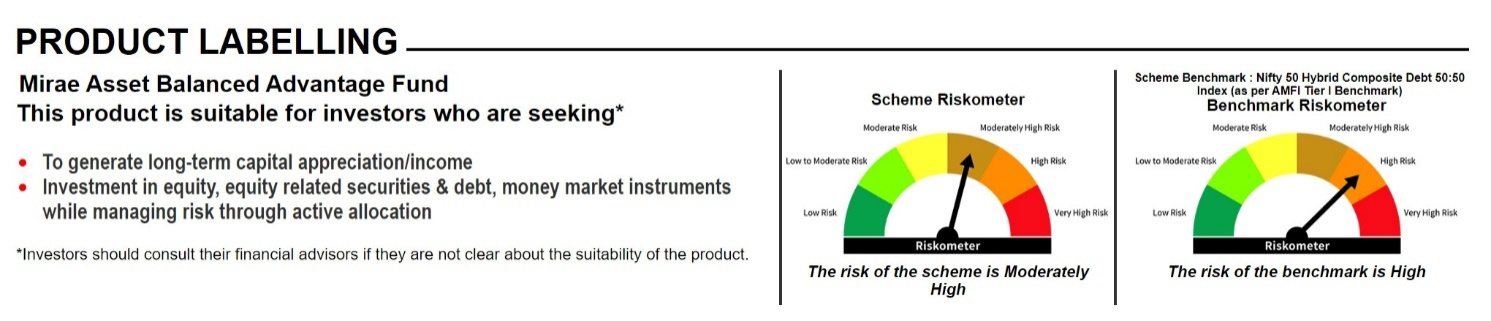 PRODUCT LABELLING
Mirae Asset Balanced Advantage Fund
This product is suitable for investors who are seeking*
• To generate long-term capital appreciation/income
• Investment in equity, equity related securities & debt, money market instruments
while managing risk through active allocation
*Investors should consult their financial advisors if they are not clear about the suitability of the product.
Scheme Riskometer
Moderate Risk
Moderately High Risk
Low to Moderate Risk
High Risk
Low Risk
Very High Risk
Riskometer
The risk of the scheme is Moderately
High
Scheme Benchmark : Nifty 50 Hybrid Composite Debt 50:50
Index (as per AMFI Tier I Benchmark)
Benchmark Riskometer
Moderate Risk
Moderately High Risk
Low to Moderate Risk
High Risk
Low Risk
Very High Risk
Riskometer
The risk of the benchmark is High